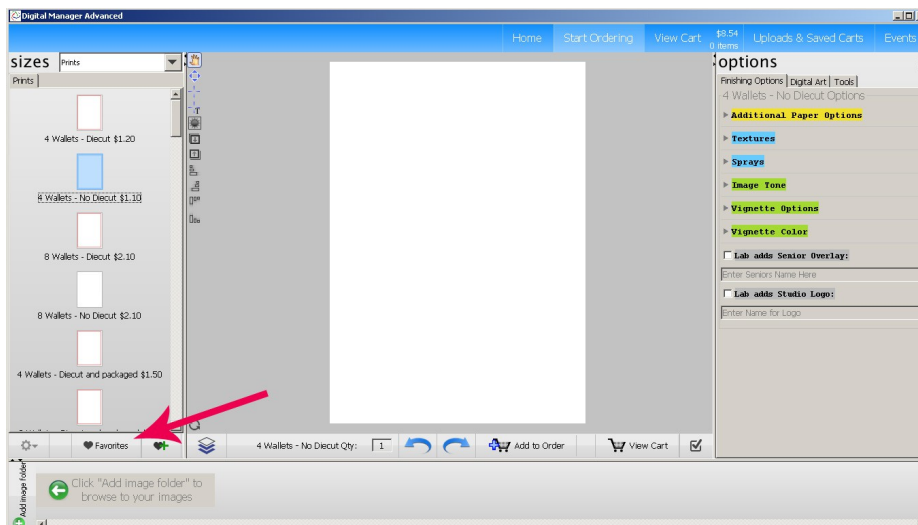 Digital Manager Advanced
Home
Start Ordering
View Cart
$8.54
0 items
Uploads & Saved Carts
Events
sizes
Prints
Prints
4 Wallets - Diecut $1.20
4 Wallets - No Diecut $1.10
8 Wallets - Diecut $2.10
8 Wallets - No Diecut $2.10
4 Wallets - Diecut and packaged $1.50
Favorites
options
Finishing Options
Digital Art
Tools
4 Wallets - No Diecut Options
Additional Paper Options
Textures
Sprays
Image Tone
Vignette Options
Vignette Color
Lab adds Senior Overlay:
Enter Seniors Name Here
Lab adds Studio Logo:
Enter Name for Logo
4 Wallets - No Diecut Qty:
1
Add to Order
View Cart
Add image folder
Click "Add image folder" to
browse to your images